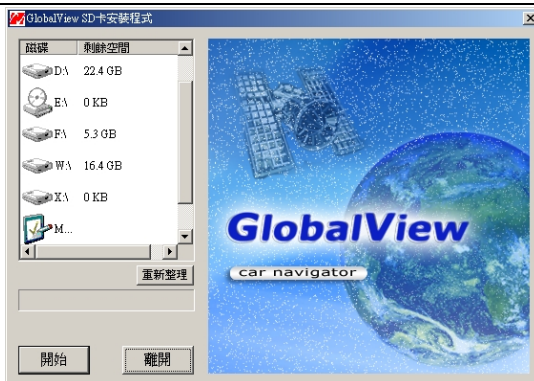 GlobalView SD卡安裝程式
磁碟 剩餘空間
D:\ 22.4 GB
E:\ 0 KB
F:\ 5.3 GB
W:\ 16.4 GB
X:\ 0 KB
M...
重新整理
開始 離開
GlobalView
car navigator